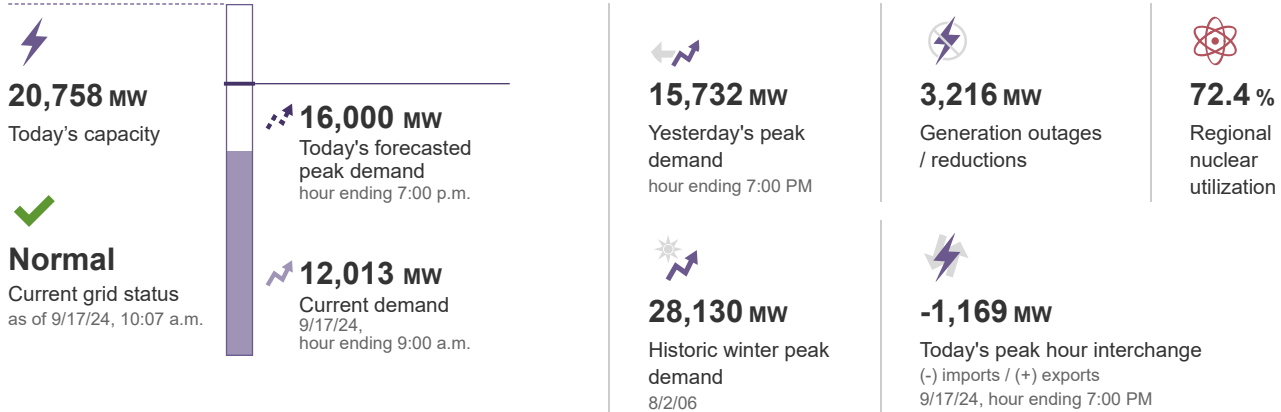 20,758 MW
Today's capacity
Normal
Current grid status
as of 9/17/24, 10:07 a.m.
16,000 MW
Today's forecasted
peak demand
hour ending 7:00 p.m.
12,013 MW
Current demand
9/17/24,
hour ending 9:00 a.m.
15,732 MW
Yesterday's peak
demand
hour ending 7:00 PM
3,216 MW
Generation outages
/ reductions
72.4 %
Regional
nuclear
utilization
28,130 MW
Historic winter peak
demand
8/2/06
-1,169 MW
Today's peak hour interchange
(-) imports / (+) exports
9/17/24, hour ending 7:00 PM